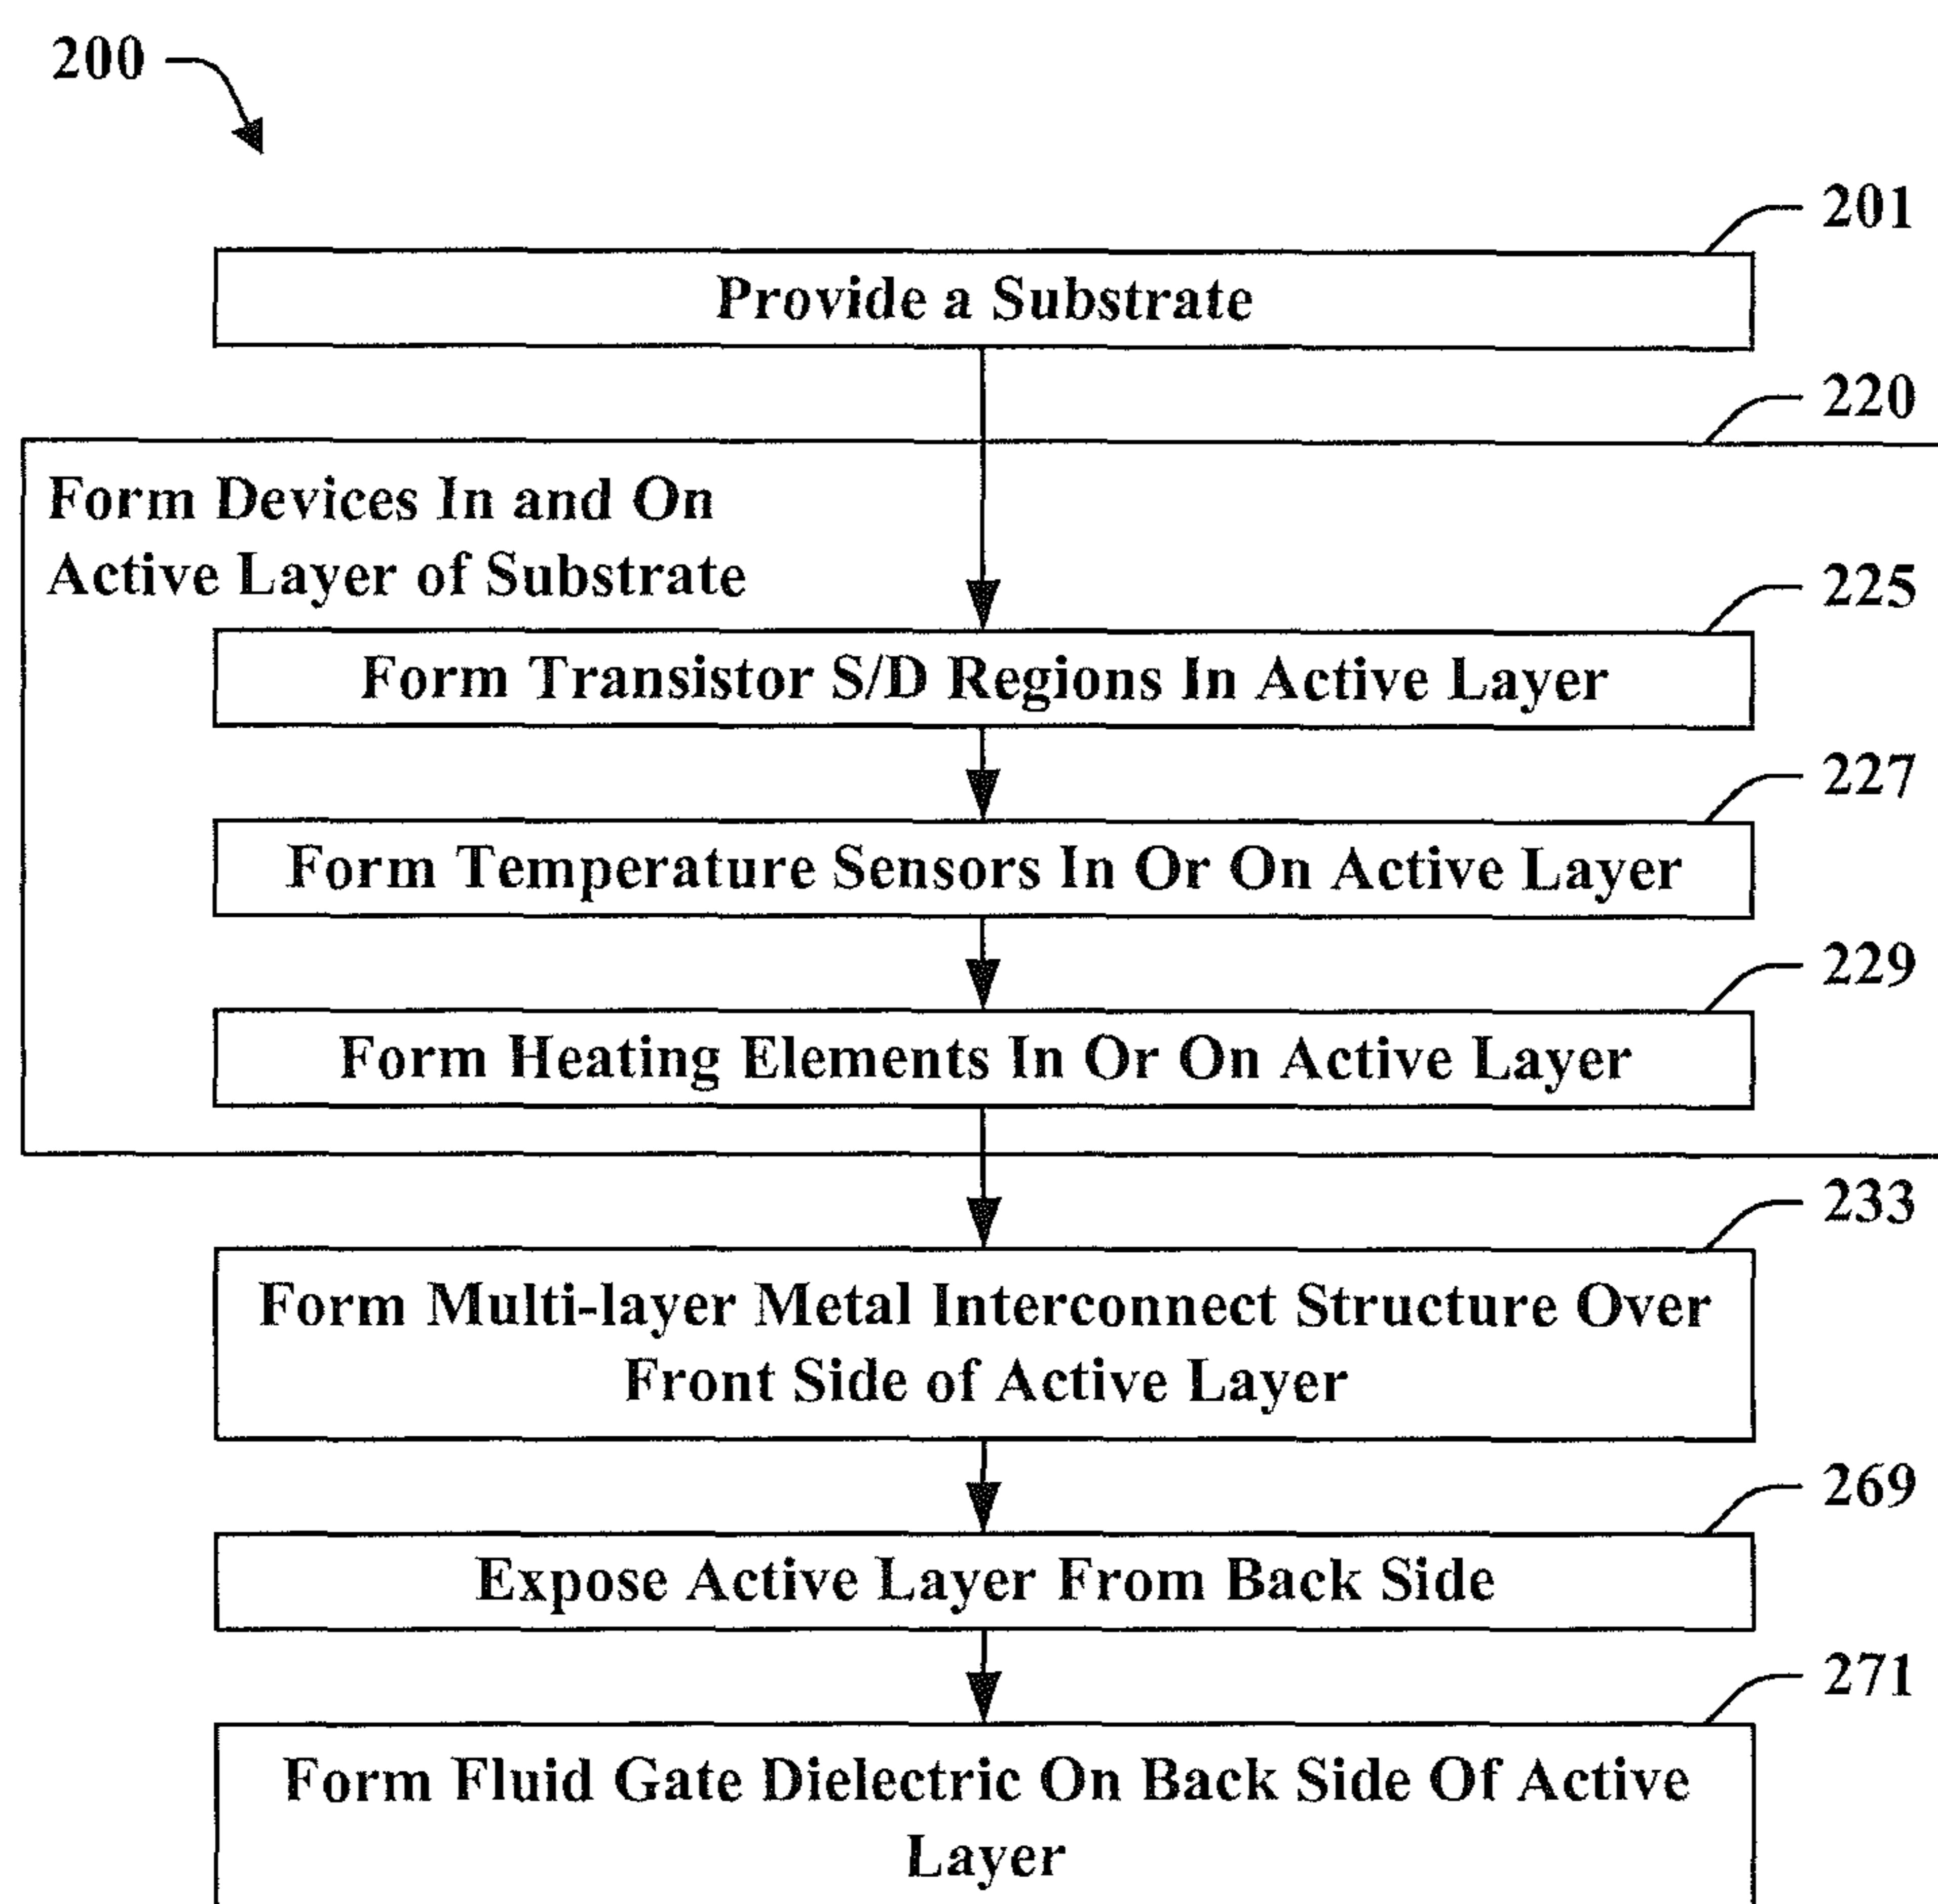 200
201
Provide a Substrate
220
Form Devices In and On
Active Layer of Substrate
225
Form Transistor S/D Regions In Active Layer
227
Form Temperature Sensors In Or On Active Layer
229
Form Heating Elements In Or On Active Layer
233
Form Multi-layer Metal Interconnect Structure Over
Front Side of Active Layer
269
Expose Active Layer From Back Side
271
Form Fluid Gate Dielectric On Back Side Of Active
Layer